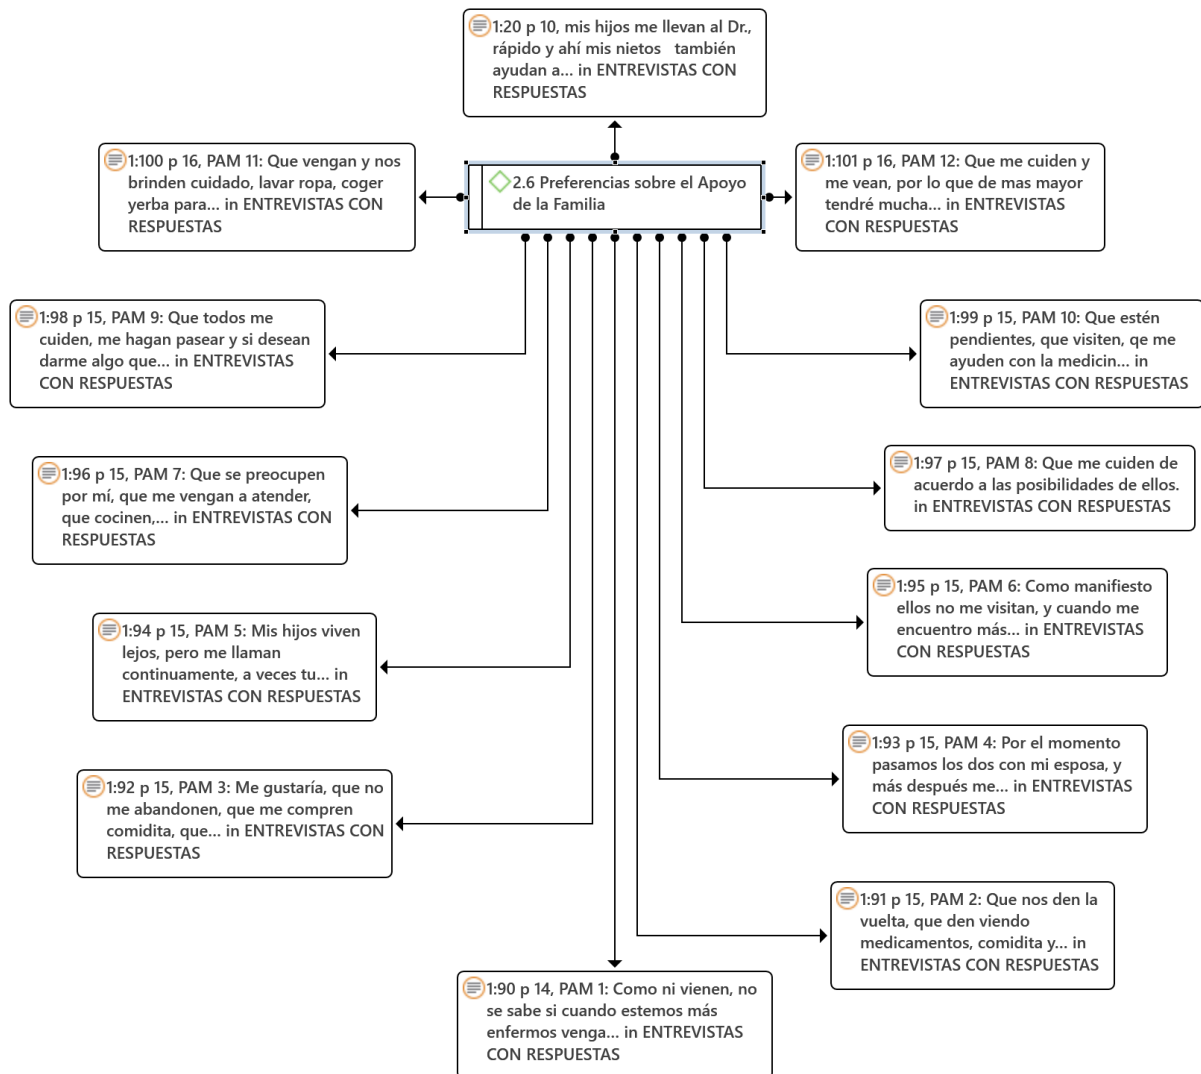 1:20 p 10, mis hijos me llevan al Dr.,
rápido y ahí mis nietos también
ayudan a... in ENTREVISTAS CON
RESPUESTAS
1:100 p 16, PAM 11: Que vengan y nos
brinden cuidado, lavar ropa, coger
yerba para... in ENTREVISTAS CON
RESPUESTAS
2.6 Preferencias sobre el Apoyo
de la Familia
1:101 p 16, PAM 12: Que me cuiden y
me vean, por lo que de mas mayor
tendré mucha... in ENTREVISTAS
CON RESPUESTAS
1:98 p 15, PAM 9: Que todos me
cuiden, me hagan pasear y si desean
darme algo que... in ENTREVISTAS
CON RESPUESTAS
1:99 p 15, PAM 10: Que estén
pendientes, que visiten, qe me
ayuden con la medicin... in
ENTREVISTAS CON RESPUESTAS
1:96 p 15, PAM 7: Que se preocupen
por mí, que me vengan a atender,
que cocinen,... in ENTREVISTAS CON
RESPUESTAS
1:97 p 15, PAM 8: Que me cuiden de
acuerdo a las posibilidades de ellos.
in ENTREVISTAS CON RESPUESTAS
1:95 p 15, PAM 6: Como manifiesto
ellos no me visitan, y cuando me
encuentro más... in ENTREVISTAS
CON RESPUESTAS
1:94 p 15, PAM 5: Mis hijos viven
lejos, pero me llaman
continuamente, a veces tu... in
ENTREVISTAS CON RESPUESTAS
1:93 p 15, PAM 4: Por el momento
pasamos los dos con mi esposa, y
más después me... in ENTREVISTAS
CON RESPUESTAS
1:92 p 15, PAM 3: Me gustaría, que no
me abandonen, que me compren
comidita, que... in ENTREVISTAS CON
RESPUESTAS
1:91 p 15, PAM 2: Que nos den la
vuelta, que den viendo
medicamentos, comidita y... in
ENTREVISTAS CON RESPUESTAS
1:90 p 14, PAM 1: Como ni vienen, no
se sabe si cuando estemos más
enfermos venga... in ENTREVISTAS
CON RESPUESTAS